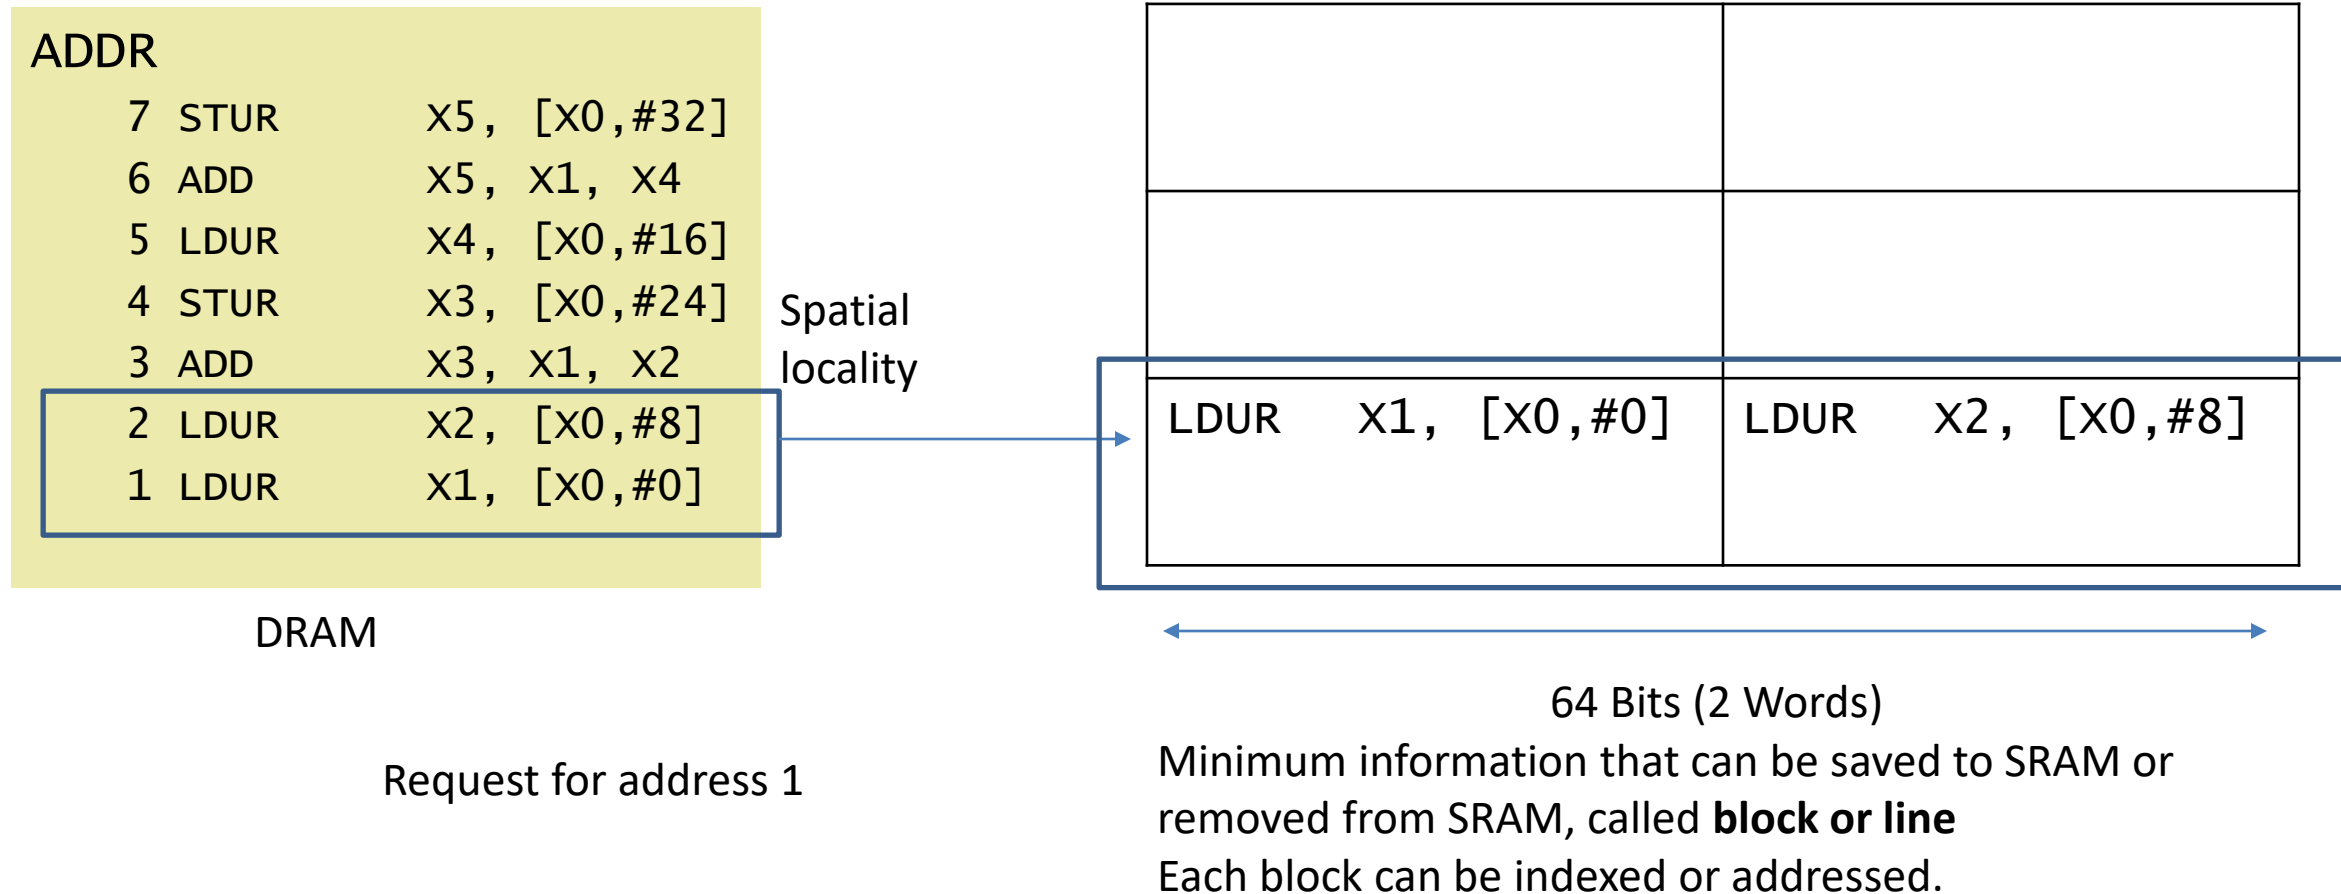 ADDR
7 STUR X5, [X0,#32]
6 ADD X5, X1, X4
5 LDUR X4, [X0,#16]
4 STUR X3, [X0,#24]
3 ADD X3, X1, X2
2 LDUR X2, [X0,#8]
1 LDUR X1, [X0,#0]
DRAM
Spatial
locality
LDUR X1, [X0,#0] LDUR X2, [X0,#8]
64 Bits (2 Words)
Request for address 1
Minimum information that can be saved to SRAM or
removed from SRAM, called block or line
Each block can be indexed or addressed.